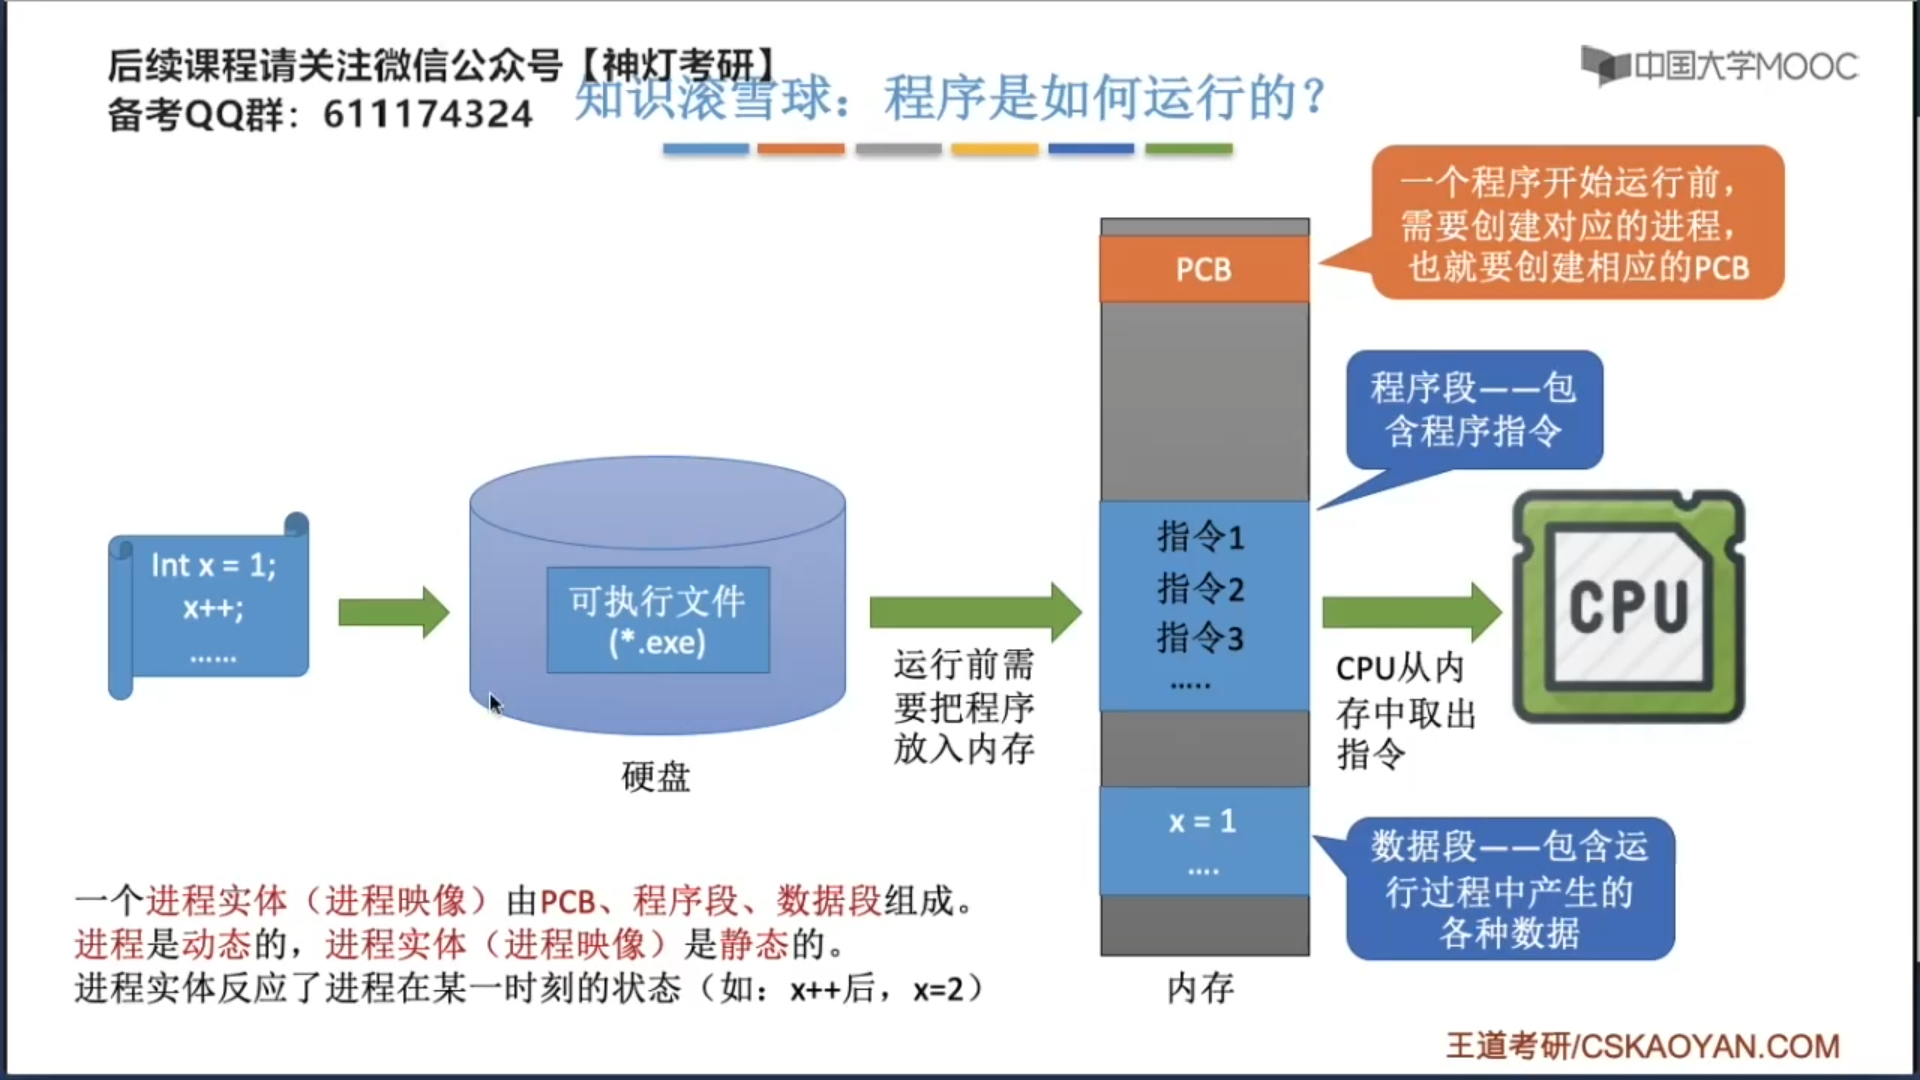 后续课程请关注微信公众号【神灯考研】
备考QQ群：611174324
中国大学MOOC
知识滚雪球：程序是如何运行的？
一个程序开始运行前，
需要创建对应的进程，
也就要创建相应的PCB
PCB
程序段——包
含程序指令
Int x = 1;
x++;
……
可执行文件
(*.exe)
硬盘
运行前需
要把程序
放入内存
指令1
指令2
指令3
…..
CPU从内
存中取出
指令
CPU
x = 1
….
内存
数据段——包含运
行过程中产生的
各种数据
一个进程实体（进程映像）由PCB、程序段、数据段组成。
进程是动态的，进程实体（进程映像）是静态的。
进程实体反应了进程在某一时刻的状态（如：x++后，x=2）
王道考研/CSKAOYAN.COM